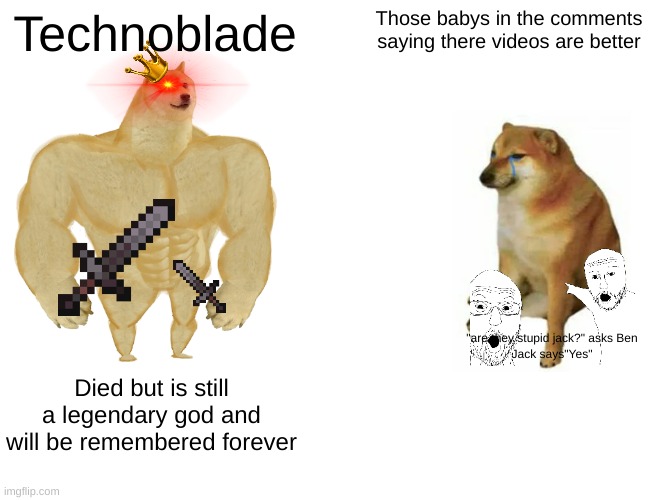 Technoblade
Those babys in the comments
saying there videos are better
"are they stupid jack?" asks Ben
Jack says"Yes"
Died but is still
a legendary god and
will be remembered forever
imgflip.com